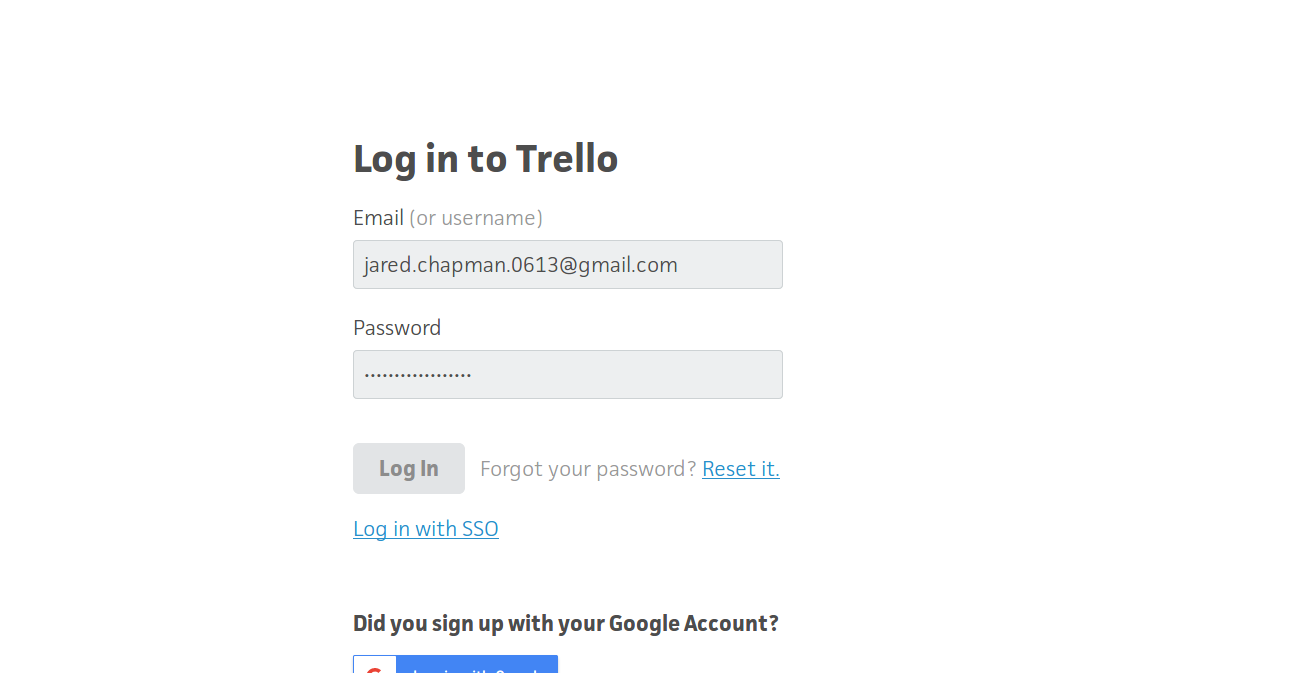 Log in to Trello
Email (or username)
jared.chapman.0613@gmail.com
Password
••••••••••••••••••
Log In Forgot your password? Reset it.
Log in with SSO
Did you sign up with your Google Account?